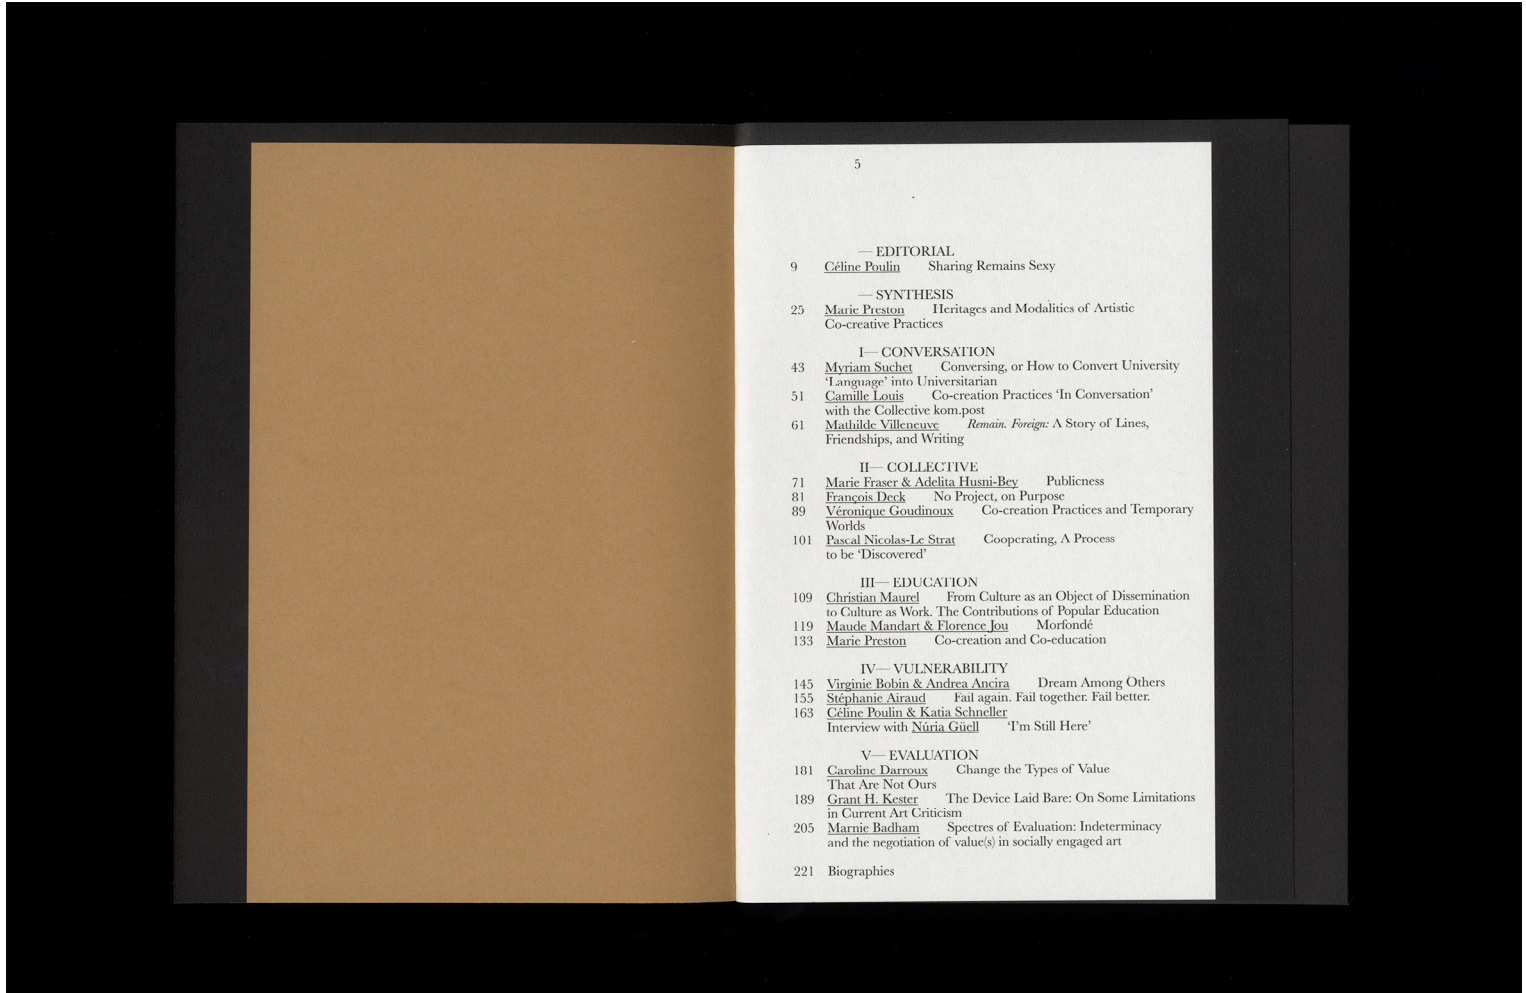 5
— EDITORIAL
9 Céline Poulin Sharing Remains Sexy
— SYNTHESIS
25 Marie Preston Heritages and Modalities of Artistic
Co-creative Practices
I— CONVERSATION
43 Myriam Suchet Conversing, or How to Convert University
‘Language’ into Universitarian
51 Camille Louis Co-creation Practices ‘In Conversation’
with the Collective kom.post
61 Mathilde Villeneuve Remain. Foreign: A Story of Lines,
Friendships, and Writing
II— COLLECTIVE
71 Marie Fraser & Adelita Husni-Bey Publicness
81 François Deck No Project, on Purpose
89 Véronique Goudinoux Co-creation Practices and Temporary
Worlds
101 Pascal Nicolas-Le Strat Cooperating, A Process
to be ‘Discovered’
III— EDUCATION
109 Christian Maurel From Culture as an Object of Dissemination
to Culture as Work. The Contributions of Popular Education
119 Maude Mandart & Florence Jou Morfondé
133 Marie Preston Co-creation and Co-education
IV— VULNERABILITY
145 Virginie Bobin & Andrea Ancira Dream Among Others
155 Stéphanie Airaud Fail again. Fail together. Fail better.
163 Céline Poulin & Katia Schneller
Interview with Núria Güell ‘I’m Still Here’
V— EVALUATION
181 Caroline Darroux Change the Types of Value
That Are Not Ours
189 Grant H. Kester The Device Laid Bare: On Some Limitations
in Current Art Criticism
205 Marnie Badham Spectres of Evaluation: Indeterminacy
and the negotiation of value(s) in socially engaged art
221 Biographies